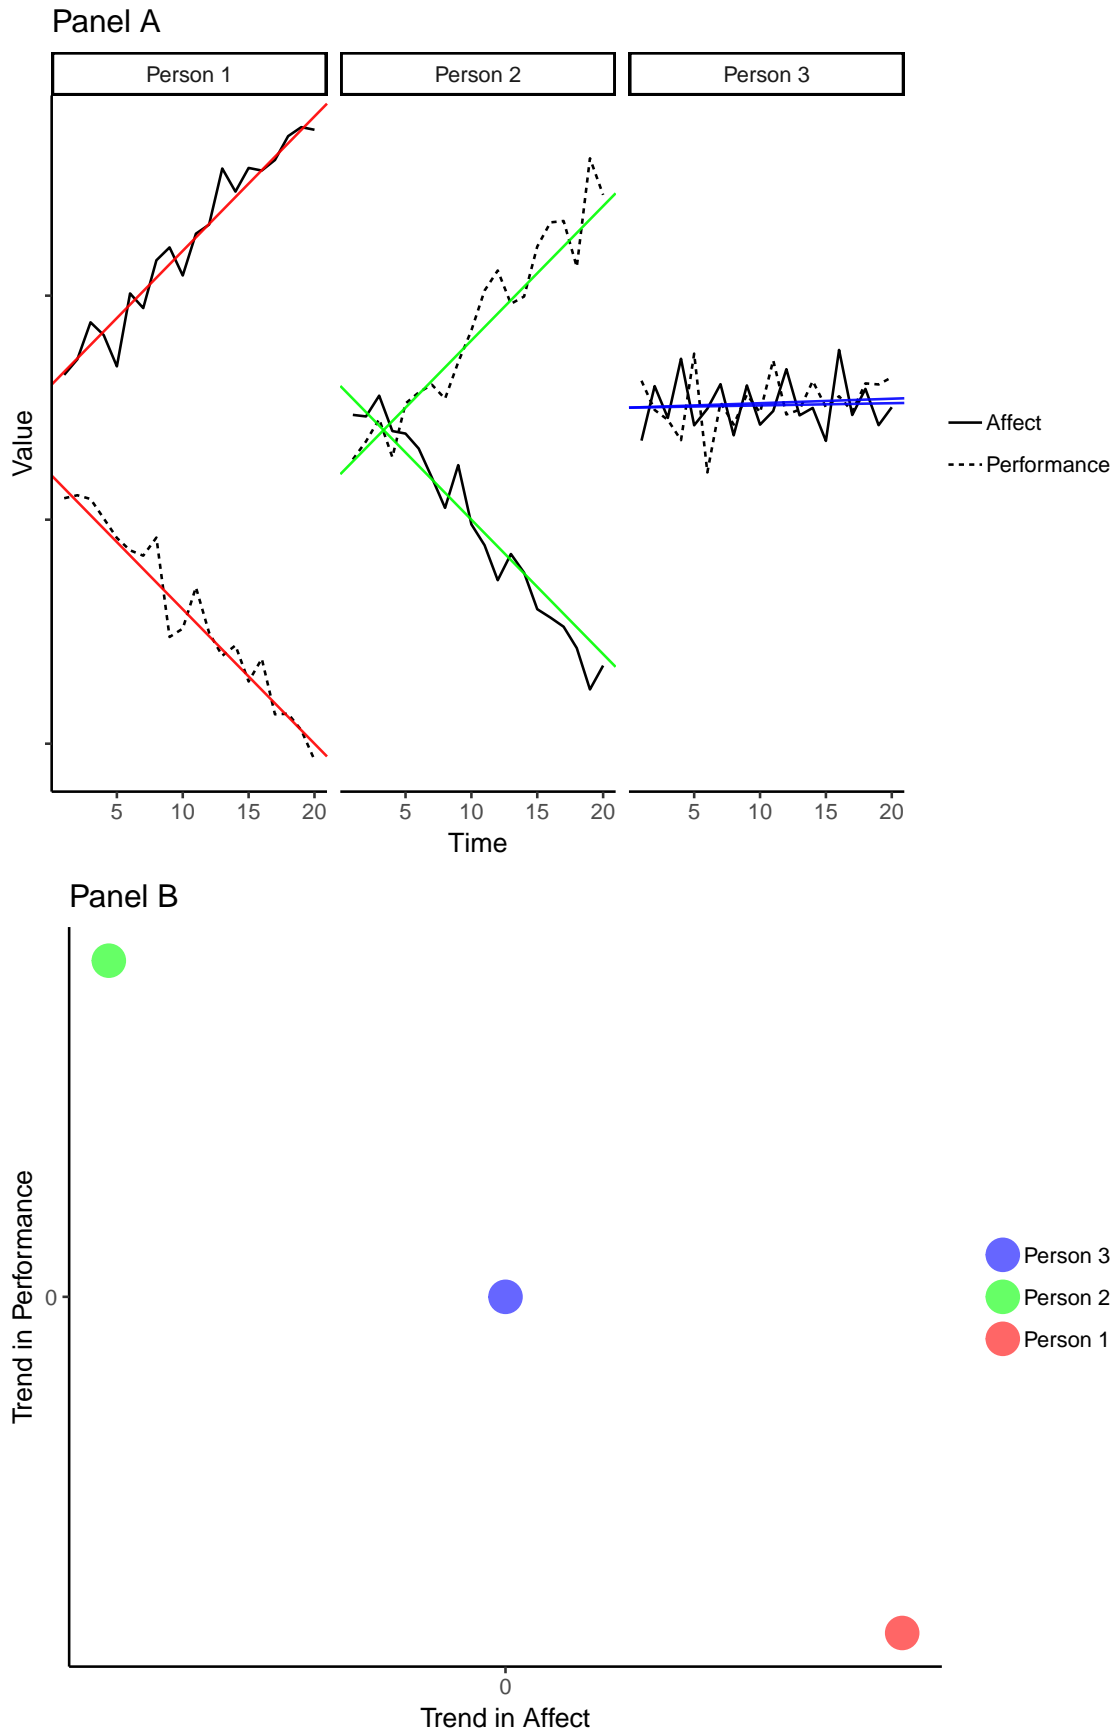 Panel A
Person 1 Person 2 Person 3
Value
Affect
Performance
5 10 15 20 5 10 15 20 5 10 15 20
Time
Panel B
Trend in Performance
0
Person 3
Person 2
Person 1
0
Trend in Affect